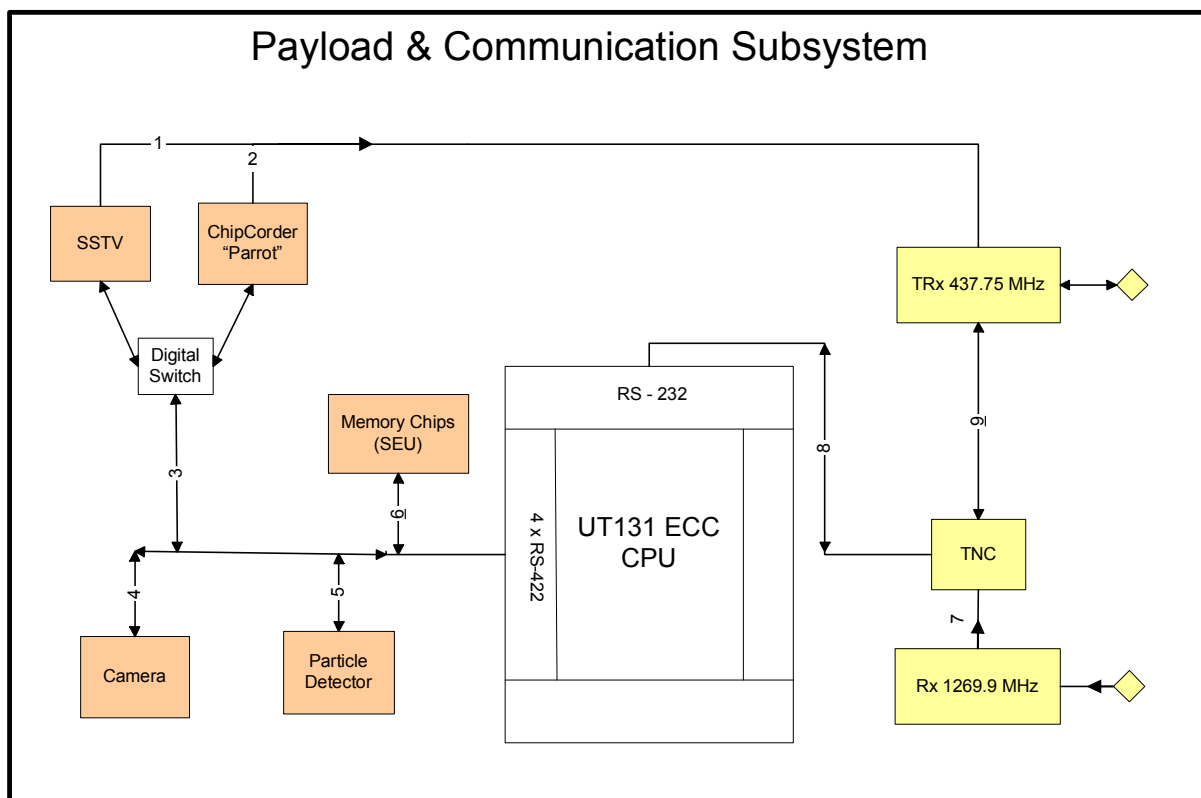 Payload & Communication Subsystem
1
2
SSTV
ChipCorder
“Parrot”
TRx 437.75 MHz
Digital
Switch
RS - 232
Memory Chips
(SEU)
3
6
8
9
4 x RS-422
UT131 ECC
CPU
TNC
4
5
7
Camera
Particle
Detector
Rx 1269.9 MHz